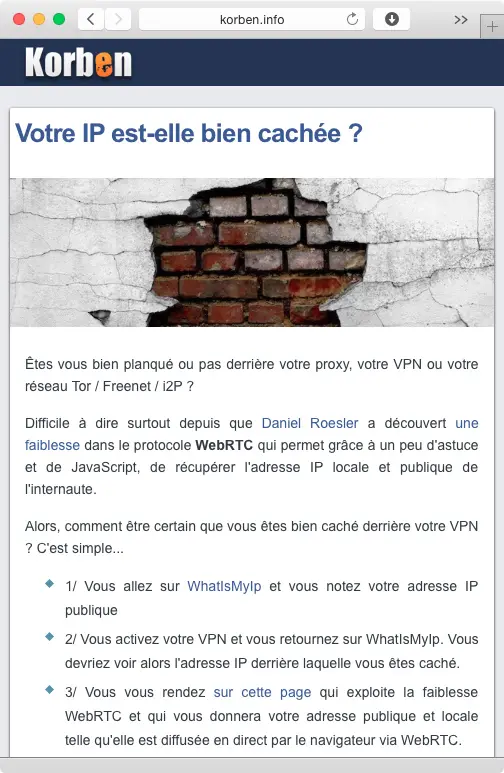 korben.info
Korben
Votre IP est-elle bien cachée ?
Êtes vous bien planqué ou pas derrière votre proxy, votre VPN ou votre
réseau Tor / Freenet / i2P ?
Difficile à dire surtout depuis que Daniel Roesler a découvert une
faiblesse dans le protocole WebRTC qui permet grâce à un peu d'astuce
et de JavaScript, de récupérer l'adresse IP locale et publique de
l'internaute.
Alors, comment être certain que vous êtes bien caché derrière votre VPN
? C'est simple...
1/ Vous allez sur WhatIsMyIp et vous notez votre adresse IP
publique
2/ Vous activez votre VPN et vous retournez sur WhatIsMyIp. Vous
devriez voir alors l'adresse IP derrière laquelle vous êtes caché.
3/ Vous vous rendez sur cette page qui exploite la faiblesse
WebRTC et qui vous donnera votre adresse publique et locale
telle qu'elle est diffusée en direct par le navigateur via WebRTC.